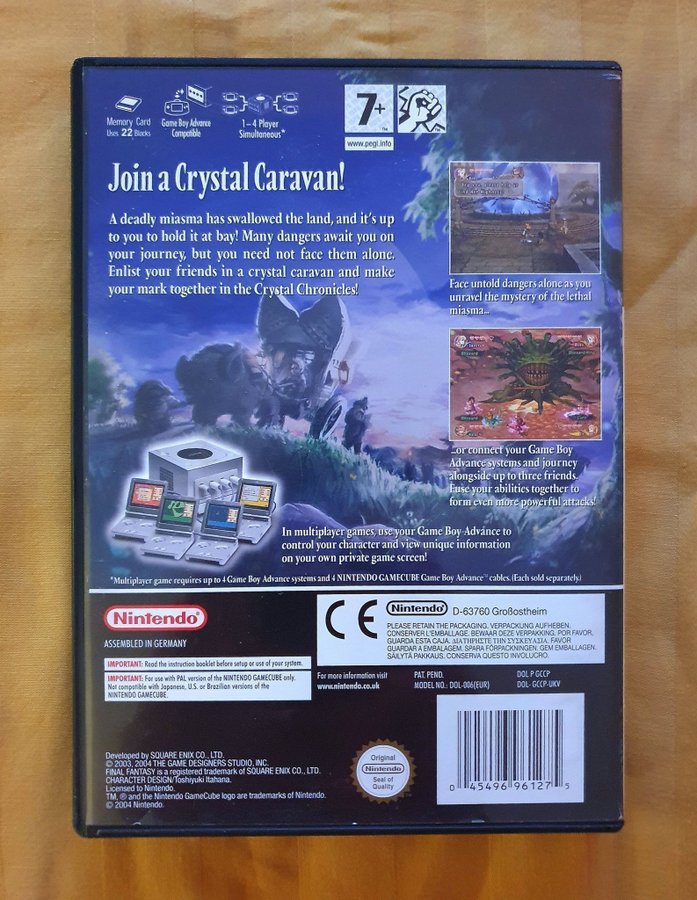 Memory Card
Uses 22 Blocks
Game Boy Advance
Compatible
1–4 Player
Simultaneous*
7+
™
www.pegi.info
Join a Crystal Caravan!
A deadly miasma has swallowed the land, and it's up
to you to hold it at bay! Many dangers await you on
your journey, but you need not face them alone.
Enlist your friends in a crystal caravan and make
your mark together in the Crystal Chronicles!
Face untold dangers alone as you
unravel the mystery of the lethal
miasma...
Blizzard
...or connect your Game Boy
Advance systems and journey
alongside up to three friends.
Fuse your abilities together to
form even more powerful attacks!
In multiplayer games, use your Game Boy Advance to
control your character and view unique information
on your own private game screen!
*Multiplayer game requires up to 4 Game Boy Advance systems and 4 NINTENDO GAMECUBE Game Boy Advance™ cables. (Each sold separately.)
Nintendo®
ASSEMBLED IN GERMANY
IMPORTANT: Read the instruction booklet before setup or use of your system.
IMPORTANT: For use with PAL version of the NINTENDO GAMECUBE only.
Not compatible with Japanese, U.S. or Brazilian versions of the
NINTENDO GAMECUBE.
CE
Nintendo® D-63760 Großostheim
PLEASE RETAIN THE PACKAGING. VERPACKUNG AUFHEBEN.
CONSERVER L'EMBALLAGE. BEWAAR DEZE VERPAKKING. POR FAVOR,
GUARDA ESTA CAJA. ΔΙΑΤΗΡΗΣΤΕ ΤΗΝ ΣΥΣΚΕΥΑΣΙΑ. CONSERVAR O
GUARDAR A EMBALAGEM. SPARA FÖRPACKNINGEN. GEM EMBALLAGEN.
SÄILYTÄ PAKKAUS. CONSERVA QUESTO INVOLUCRO.
For more information visit
www.nintendo.co.uk
PAT. PEND.
MODEL NO.: DOL-006(EUR)
DOL P GCCP
DOL- GCCP-UKV
Developed by SQUARE ENIX CO., LTD.
© 2003, 2004 THE GAME DESIGNERS STUDIO, INC.
FINAL FANTASY is a registered trademark of SQUARE ENIX CO., LTD.
CHARACTER DESIGN/Toshiyuki Itahana.
Licensed to Nintendo.
TM, ® and the Nintendo GameCube logo are trademarks of Nintendo.
© 2004 Nintendo.
Original
Nintendo
Seal of
Quality
0 45496 96127 5